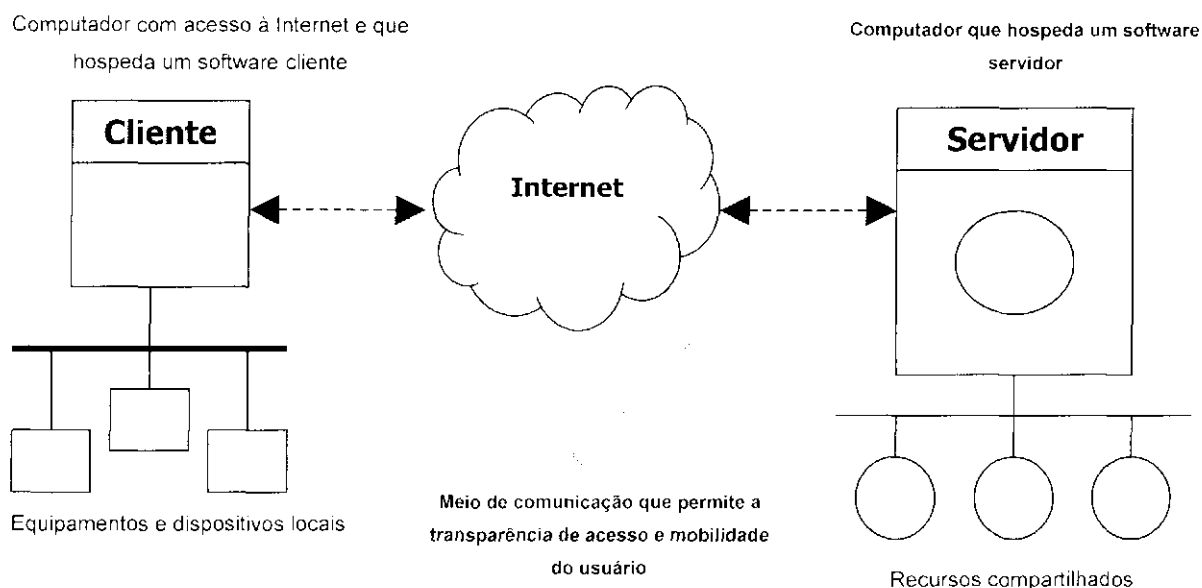 Computador com acesso à Internet e que
hospeda um software cliente
Computador que hospeda um software
servidor
Cliente
Internet
Servidor
Equipamentos e dispositivos locais
Meio de comunicação que permite a
transparência de acesso e mobilidade
do usuário
Recursos compartilhados